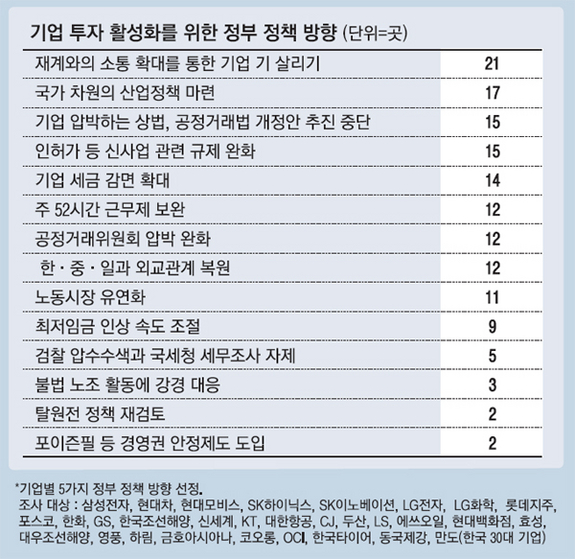 기업 투자 활성화를 위한 정부 정책 방향 (단위=곳)
재계와의 소통 확대를 통한 기업 기 살리기 21
국가 차원의 산업정책 마련 17
기업 압박하는 상법, 공정거래법 개정안 추진 중단 15
인허가 등 신사업 관련 규제 완화 15
기업 세금 감면 확대 14
주 52시간 근무제 보완 12
공정거래위원회 압박 완화 12
한·중·일과 외교관계 복원 12
노동시장 유연화 11
최저임금 인상 속도 조절 9
검찰 압수수색과 국세청 세무조사 자제 5
불법 노조 활동에 강경 대응 3
탈원전 정책 재검토 2
포이즌필 등 경영권 안정제도 도입 2
*기업별 5가지 정부 정책 방향 선정.
조사 대상 : 삼성전자, 현대차, 현대모비스, SK하이닉스, SK이노베이션, LG전자, LG화학, 롯데지주,
포스코, 한화, GS, 한국조선해양, 신세계, KT, 대한항공, CJ, 두산, LS, 에쓰오일, 현대백화점, 효성,
대우조선해양, 영풍, 하림, 금호아시아나, 코오롱, OCI, 한국타이어, 동국제강, 만도(한국 30대 기업)